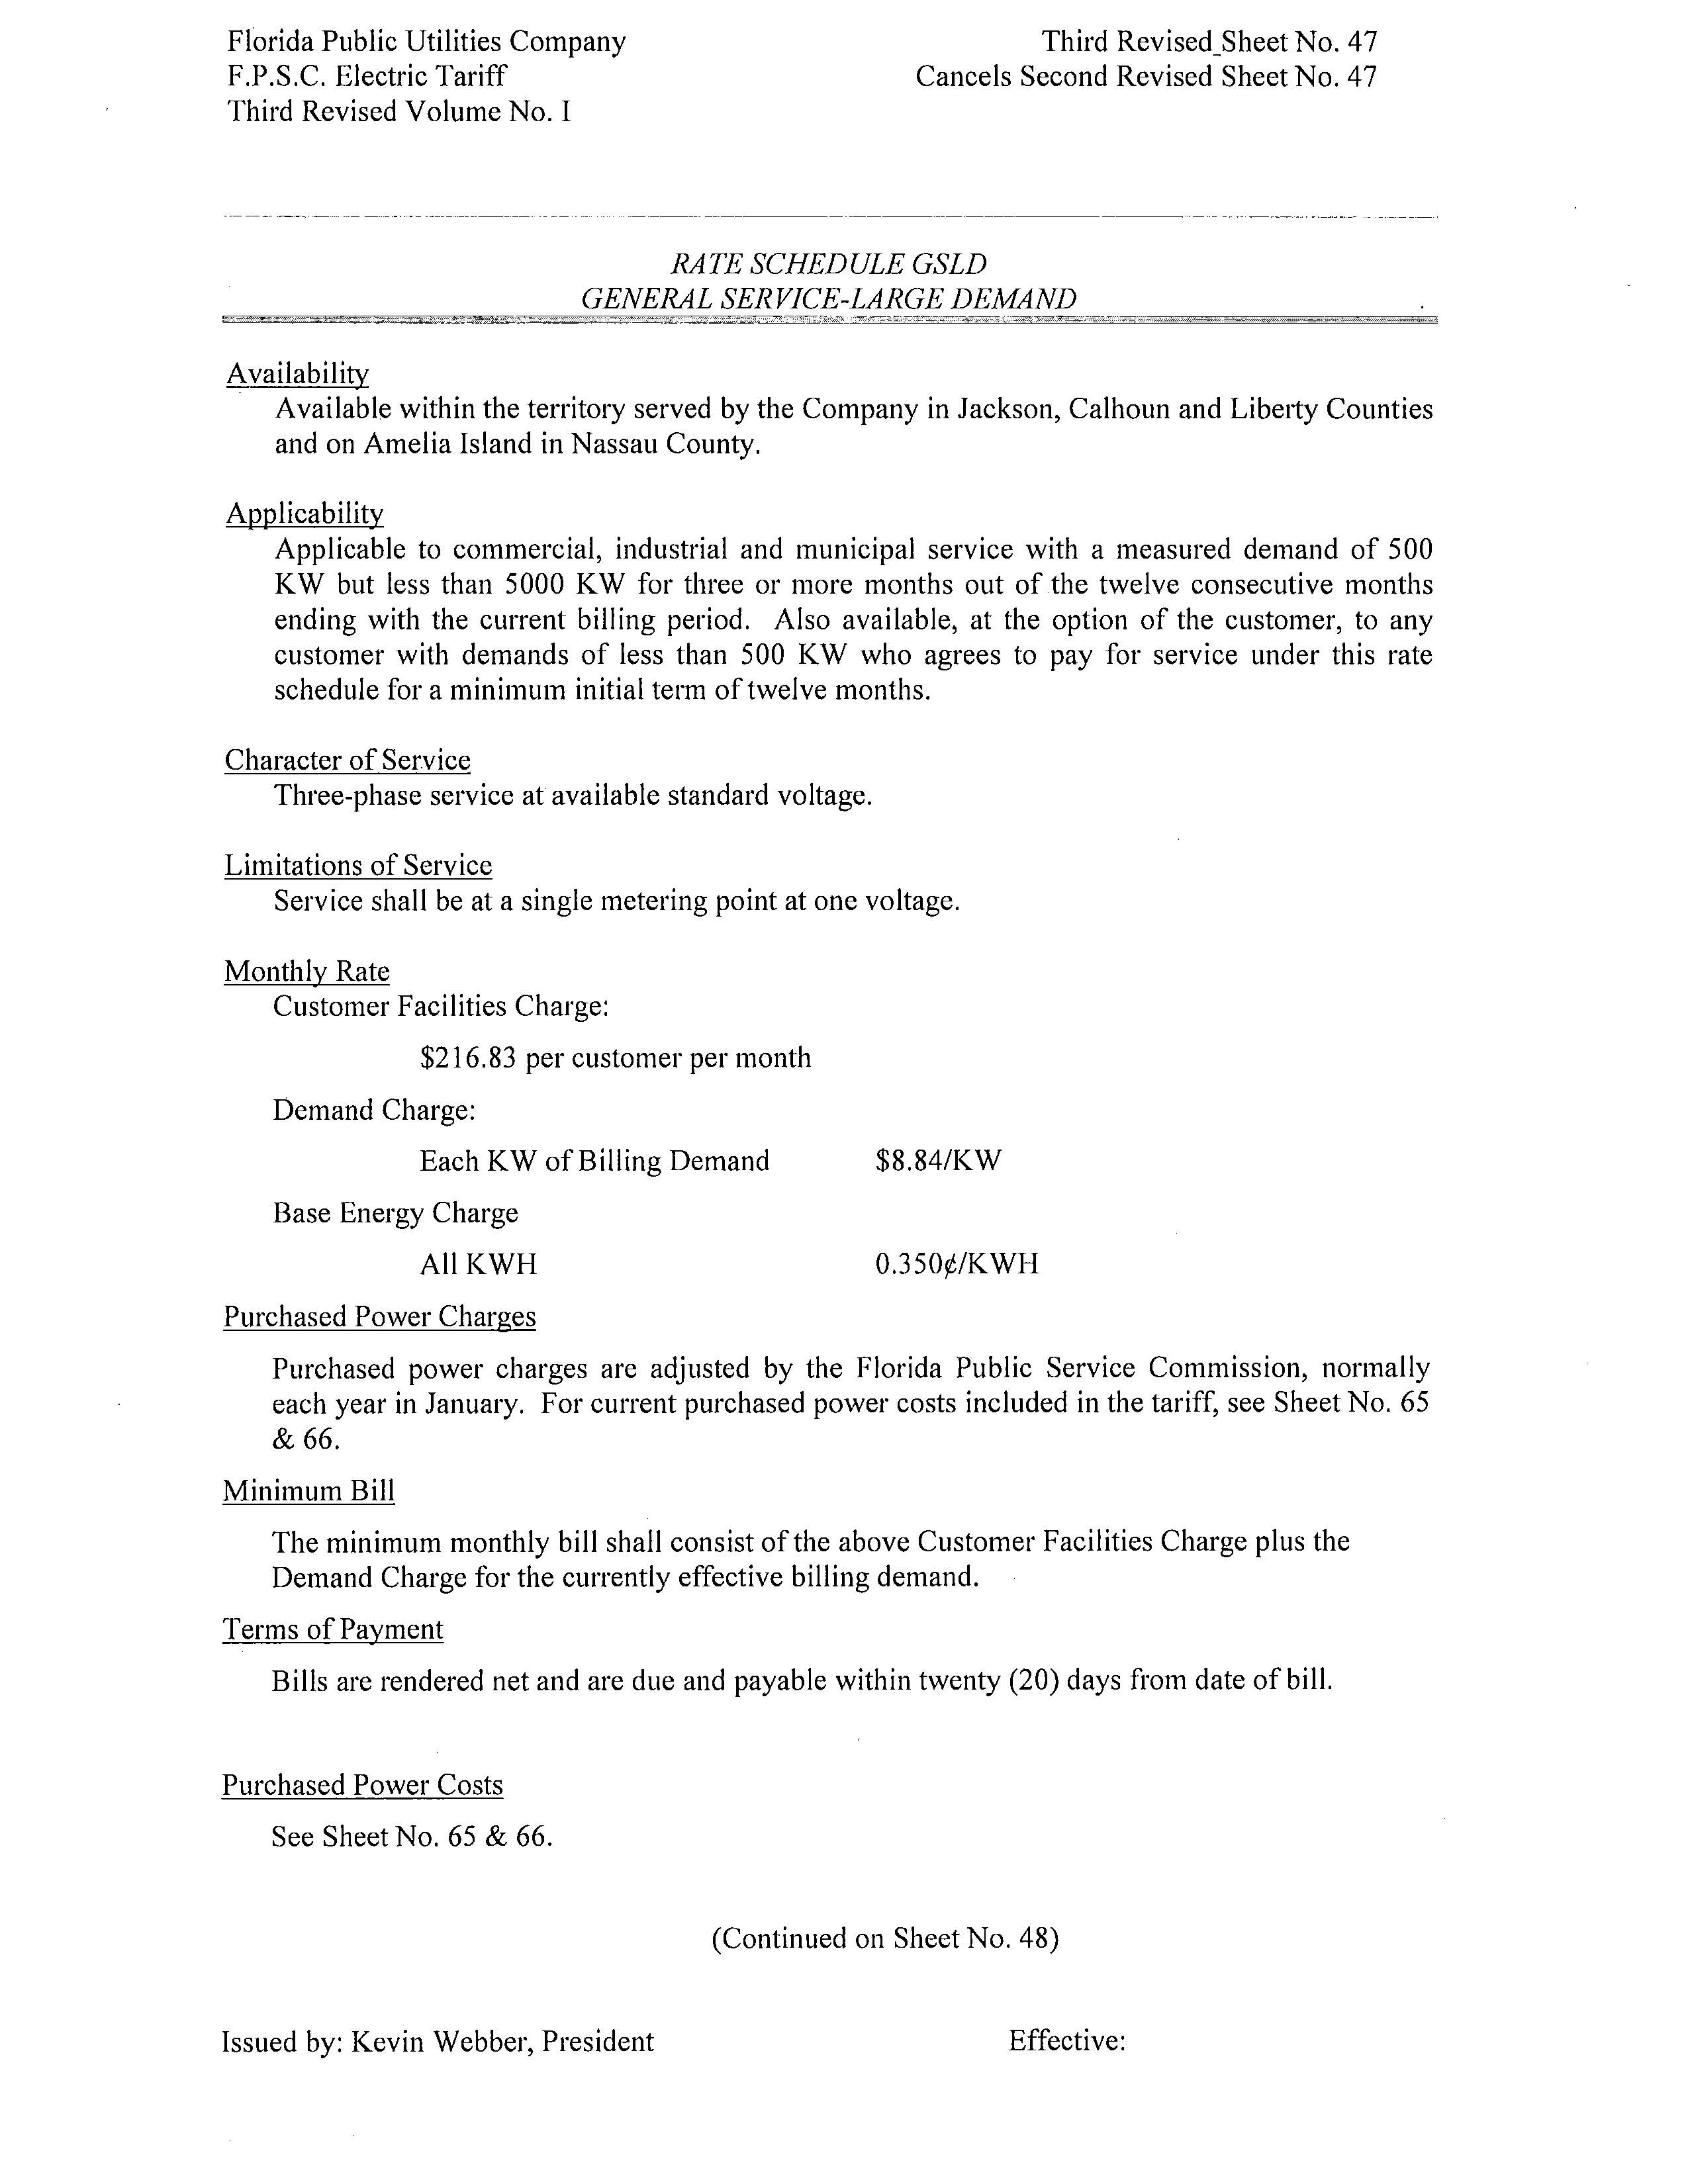 Florida Public Utilities Company
F.P.S.C. Electric Tariff
Third Revised Volume No. I
Third Revised Sheet No. 47
Cancels Second Revised Sheet No. 47
RATE SCHEDULE GSLD
GENERAL SERVICE-LARGE DEMAND
Availability
Available within the territory served by the Company in Jackson, Calhoun and Liberty Counties
and on Amelia Island in Nassau County.
Applicability
Applicable to commercial, industrial and municipal service with a measured demand of 500
KW but less than 5000 KW for three or more months out of the twelve consecutive months
ending with the current billing period. Also available, at the option of the customer, to any
customer with demands of less than 500 KW who agrees to pay for service under this rate
schedule for a minimum initial term of twelve months.
Character of Service
Three-phase service at available standard voltage.
Limitations of Service
Service shall be at a single metering point at one voltage.
Monthly Rate
Customer Facilities Charge:
$216.83 per customer per month
Demand Charge:
Each KW of Billing Demand $8.84/KW
Base Energy Charge
All KWH 0.350¢/KWH
Purchased Power Charges
Purchased power charges are adjusted by the Florida Public Service Commission, normally
each year in January. For current purchased power costs included in the tariff, see Sheet No. 65
& 66.
Minimum Bill
The minimum monthly bill shall consist of the above Customer Facilities Charge plus the
Demand Charge for the currently effective billing demand.
Terms of Payment
Bills are rendered net and are due and payable within twenty (20) days from date of bill.
Purchased Power Costs
See Sheet No. 65 & 66.
(Continued on Sheet No. 48)
Issued by: Kevin Webber, President Effective: